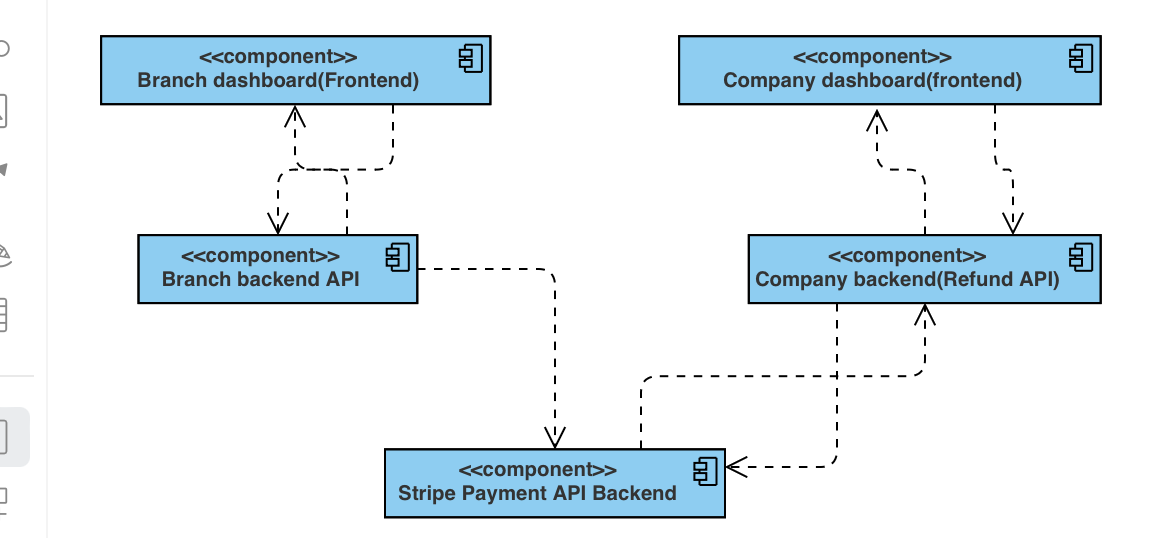 <<component>>
Branch dashboard(Frontend)
<<component>>
Company dashboard(frontend)
<<component>>
Branch backend API
<<component>>
Company backend(Refund API)
<<component>>
Stripe Payment API Backend